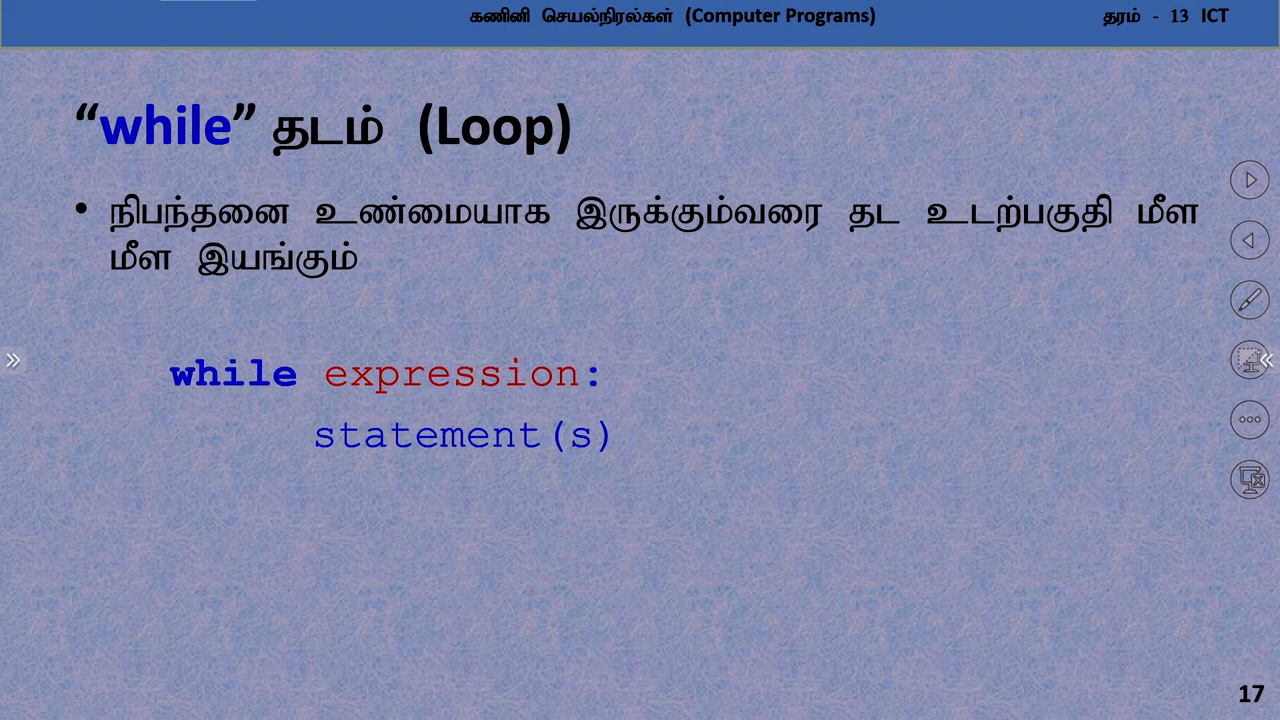 கணினி செயல்நிரல்கள் (Computer Programs) தரம் - 13 ICT
“while” தடம் (Loop)
• நிபந்தனை உண்மையாக இருக்கும்வரை தட உடற்பகுதி மீள
மீள இயங்கும்
while expression:
statement(s)
17